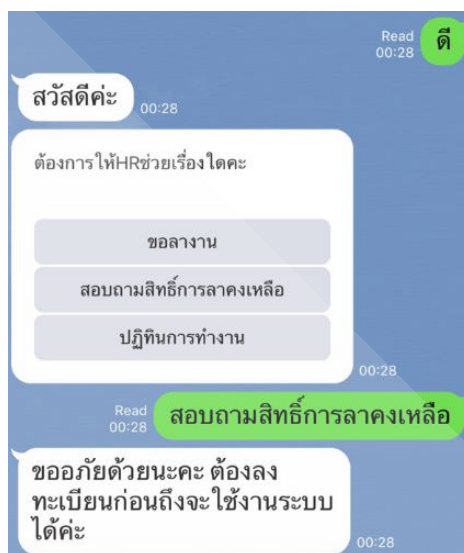 Read
00:28
ดี
สวัสดีค่ะ
00:28
ต้องการให้HRช่วยเรื่องใดคะ
ขอลางาน
สอบถามสิทธิ์การลาคงเหลือ
ปฏิทินการทำงาน
00:28
Read
00:28
สอบถามสิทธิ์การลาคงเหลือ
ขออภัยด้วยนะคะ ต้องลง
ทะเบียนก่อนถึงจะใช้งานระบบ
ได้ค่ะ
00:28